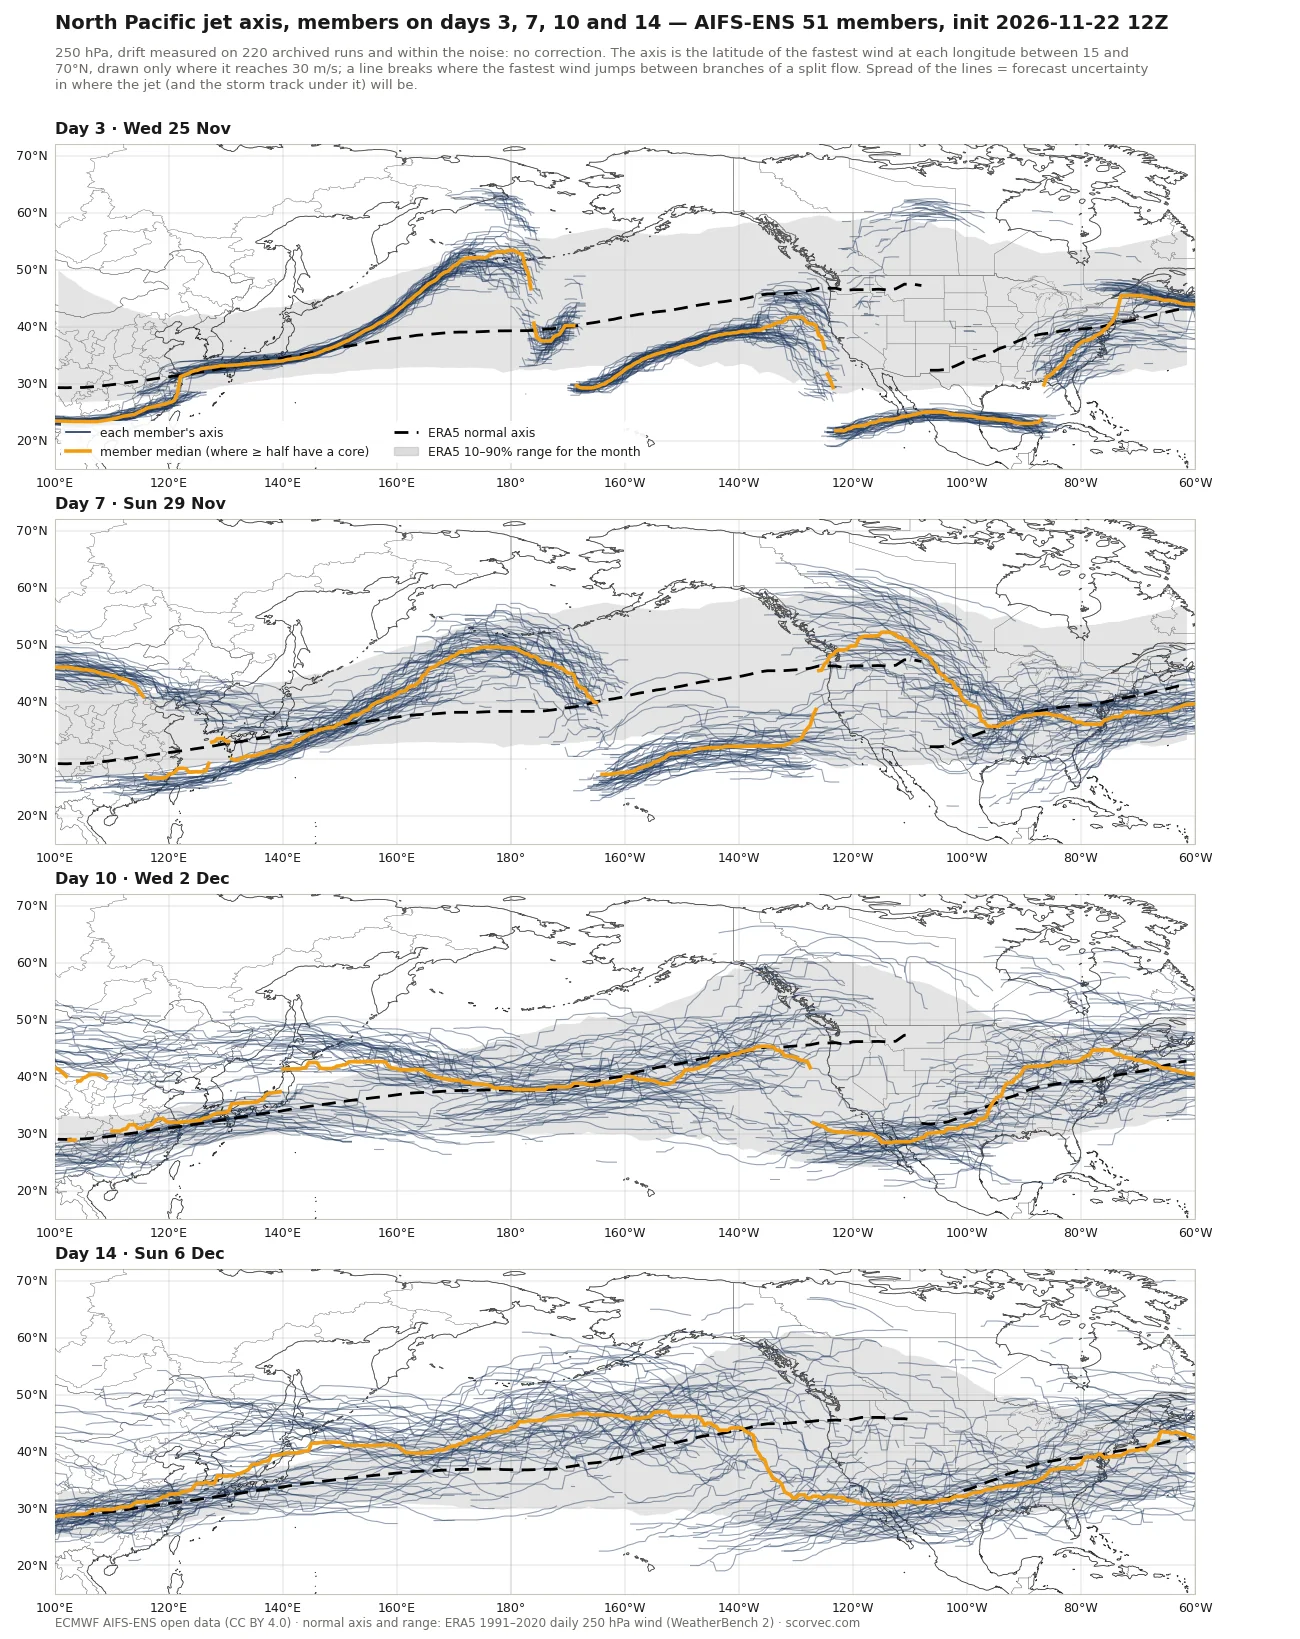 North Pacific jet axis, members on days 3, 7, 10 and 14 — AIFS-ENS 51 members, init 2026-11-22 12Z
250 hPa, drift measured on 220 archived runs and within the noise: no correction. The axis is the latitude of the fastest wind at each longitude between 15 and
70°N, drawn only where it reaches 30 m/s; a line breaks where the fastest wind jumps between branches of a split flow. Spread of the lines = forecast uncertainty
in where the jet (and the storm track under it) will be.
Day 3 · Wed 25 Nov
70°N
60°N
50°N
40°N
30°N
20°N
each member's axis
member median (where ≥ half have a core)
ERA5 normal axis
ERA5 10–90% range for the month
100°E 120°E 140°E 160°E 180° 160°W 140°W 120°W 100°W 80°W 60°W
Day 7 · Sun 29 Nov
70°N
60°N
50°N
40°N
30°N
20°N
100°E 120°E 140°E 160°E 180° 160°W 140°W 120°W 100°W 80°W 60°W
Day 10 · Wed 2 Dec
70°N
60°N
50°N
40°N
30°N
20°N
100°E 120°E 140°E 160°E 180° 160°W 140°W 120°W 100°W 80°W 60°W
Day 14 · Sun 6 Dec
70°N
60°N
50°N
40°N
30°N
20°N
100°E 120°E 140°E 160°E 180° 160°W 140°W 120°W 100°W 80°W 60°W
ECMWF AIFS-ENS open data (CC BY 4.0) · normal axis and range: ERA5 1991–2020 daily 250 hPa wind (WeatherBench 2) · scorvec.com